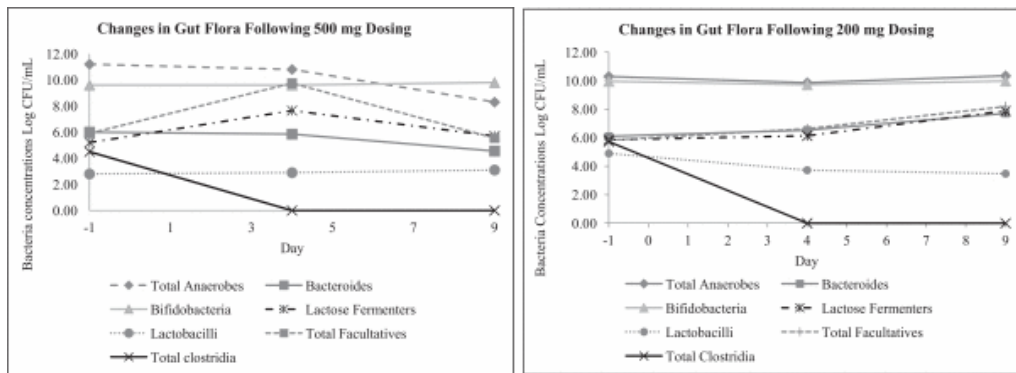 Changes in Gut Flora Following 500 mg Dosing
Bacteria concentrations Log CFU/mL
12.00
10.00
8.00
6.00
4.00
2.00
0.00
-1 1 3 5 7 9
Day
Total Anaerobes Bacteroides
Bifidobacteria Lactose Fermenters
Lactobacilli Total Facultatives
Total clostridia
Changes in Gut Flora Following 200 mg Dosing
Bacteria Concentrations Log CFU/mL
12.00
10.00
8.00
6.00
4.00
2.00
0.00
-1 0 1 2 3 4 5 6 7 8 9
Day
Total Anaerobes Bacteroides
Bifidobacteria Lactose Fermenters
Lactobacilli Total Facultatives
Total Clostridia